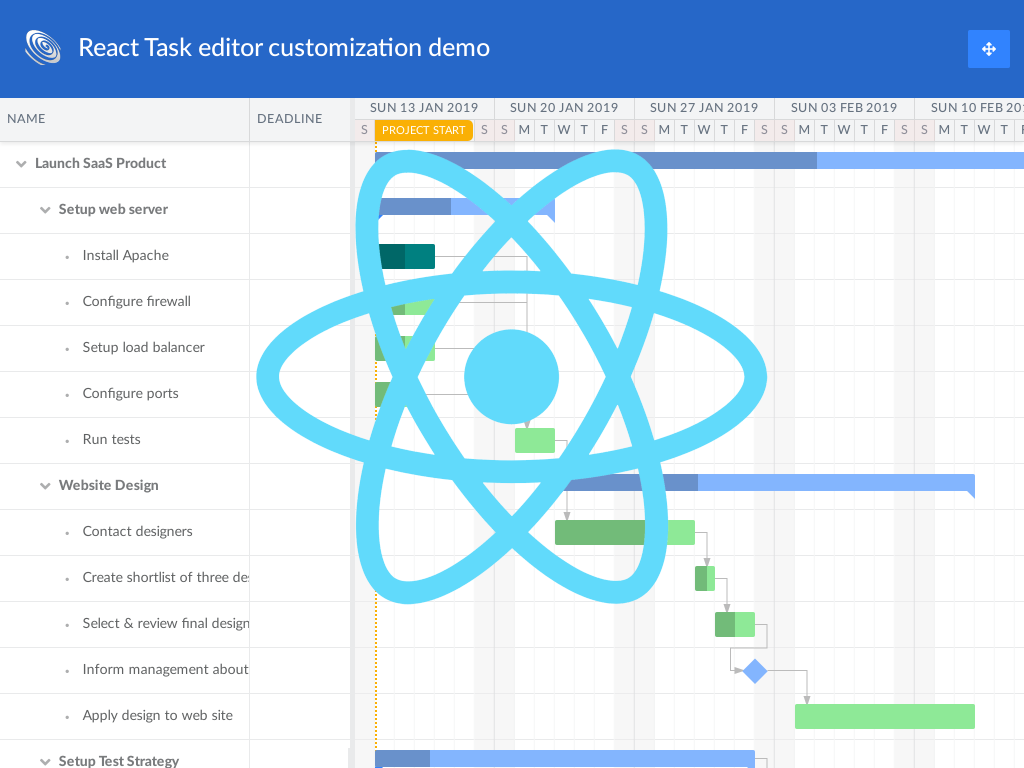 React Task editor customization demo
NAME
DEADLINE
SUN 13 JAN 2019
SUN 20 JAN 2019
SUN 27 JAN 2019
SUN 03 FEB 2019
SUN 10 FEB 201
S PROJECT START S S M T W T F S S M T W T F S S M T W T F S S M T W T F
Launch SaaS Product
Setup web server
Install Apache
Configure firewall
Setup load balancer
Configure ports
Run tests
Website Design
Contact designers
Create shortlist of three de
Select & review final design
Inform management about
Apply design to web site
Setup Test Strategy